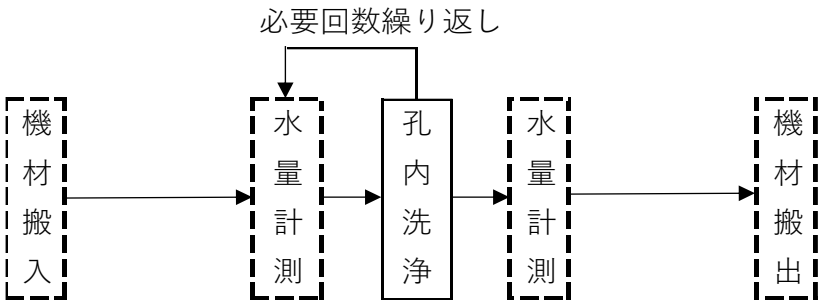 必要回数繰り返し
機材搬入
水量計測
孔内洗浄
水量計測
機材搬出